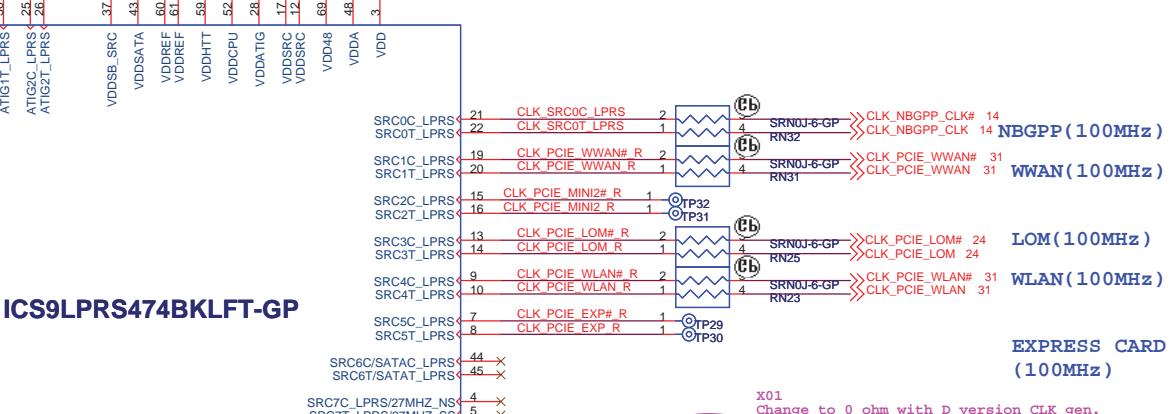 38
25
26
37
43
60
61
59
52
28
17
12
69
48
3
ATIG1T_LPRS
ATIG2C_LPRS
ATIG2T_LPRS
VDDSB_SRC
VDDSATA
VDDREF
VDDREF
VDDHTT
VDDCPU
VDDATIG
VDDSRC
VDDSRC
VDD48
VDDA
VDD
SRC0C_LPRS 21 CLK_SRC0C_LPRS 2 CLK_NBGPP_CLK# 14
SRC0T_LPRS 22 CLK_SRC0T_LPRS 1 4 SRN0J-6-GP CLK_NBGPP_CLK 14 NBGPP(100MHz)
RN32
SRC1C_LPRS 19 CLK_PCIE_WWAN#_R 2 CLK_PCIE_WWAN# 31
SRC1T_LPRS 20 CLK_PCIE_WWAN_R 1 4 SRN0J-6-GP CLK_PCIE_WWAN 31 WWAN(100MHz)
RN31
SRC2C_LPRS 15 CLK_PCIE_MINI2#_R 1 TP32
SRC2T_LPRS 16 CLK_PCIE_MINI2_R 1 TP31
SRC3C_LPRS 13 CLK_PCIE_LOM#_R 2 CLK_PCIE_LOM# 24 LOM(100MHz)
SRC3T_LPRS 14 CLK_PCIE_LOM_R 1 4 SRN0J-6-GP CLK_PCIE_LOM 24
RN25
SRC4C_LPRS 9 CLK_PCIE_WLAN#_R 2 CLK_PCIE_WLAN# 31 WLAN(100MHz)
SRC4T_LPRS 10 CLK_PCIE_WLAN_R 1 4 SRN0J-6-GP CLK_PCIE_WLAN 31
RN23
ICS9LPRS474BKLFT-GP
SRC5C_LPRS 7 CLK_PCIE_EXP#_R 1 TP29
SRC5T_LPRS 8 CLK_PCIE_EXP_R 1 TP30
EXPRESS CARD
(100MHz)
SRC6C/SATAC_LPRS 44
SRC6T/SATAT_LPRS 45
SRC7C_LPRS/27MHZ_NS 4
SRC7T_LPRS/27MHZ_SS 5
X01
Change to 0 ohm with D version CLK gen.